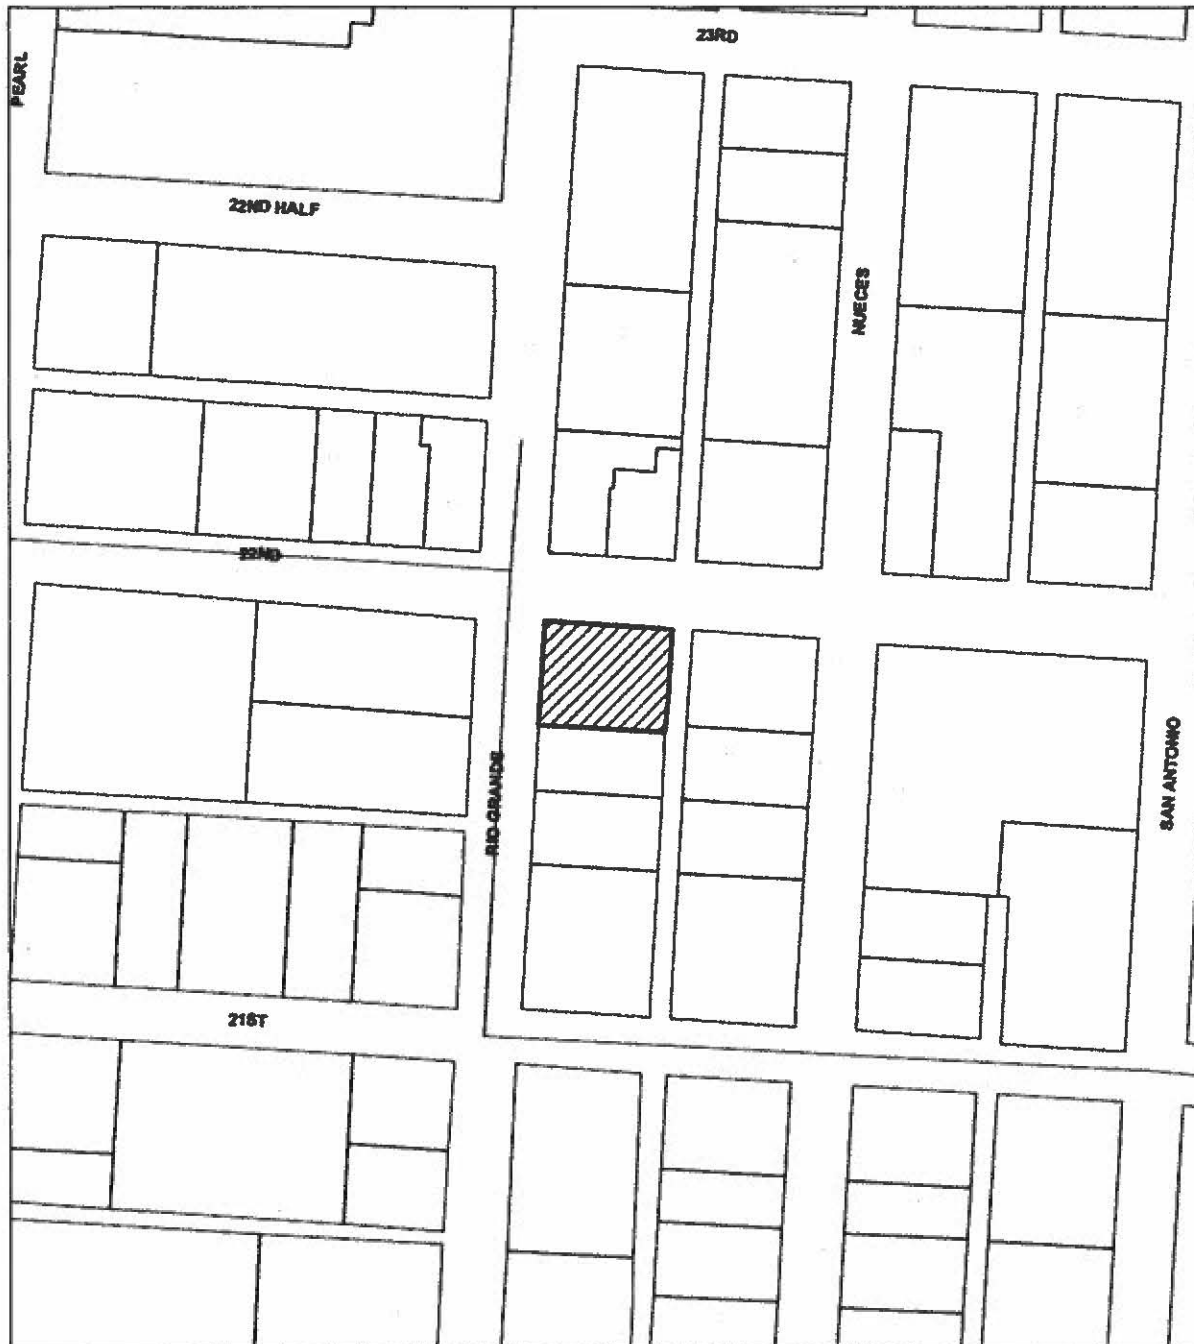 23RD
PEARL
22ND HALF
NUECES
22ND
RIO GRANDE
SAN ANTONIO
21ST